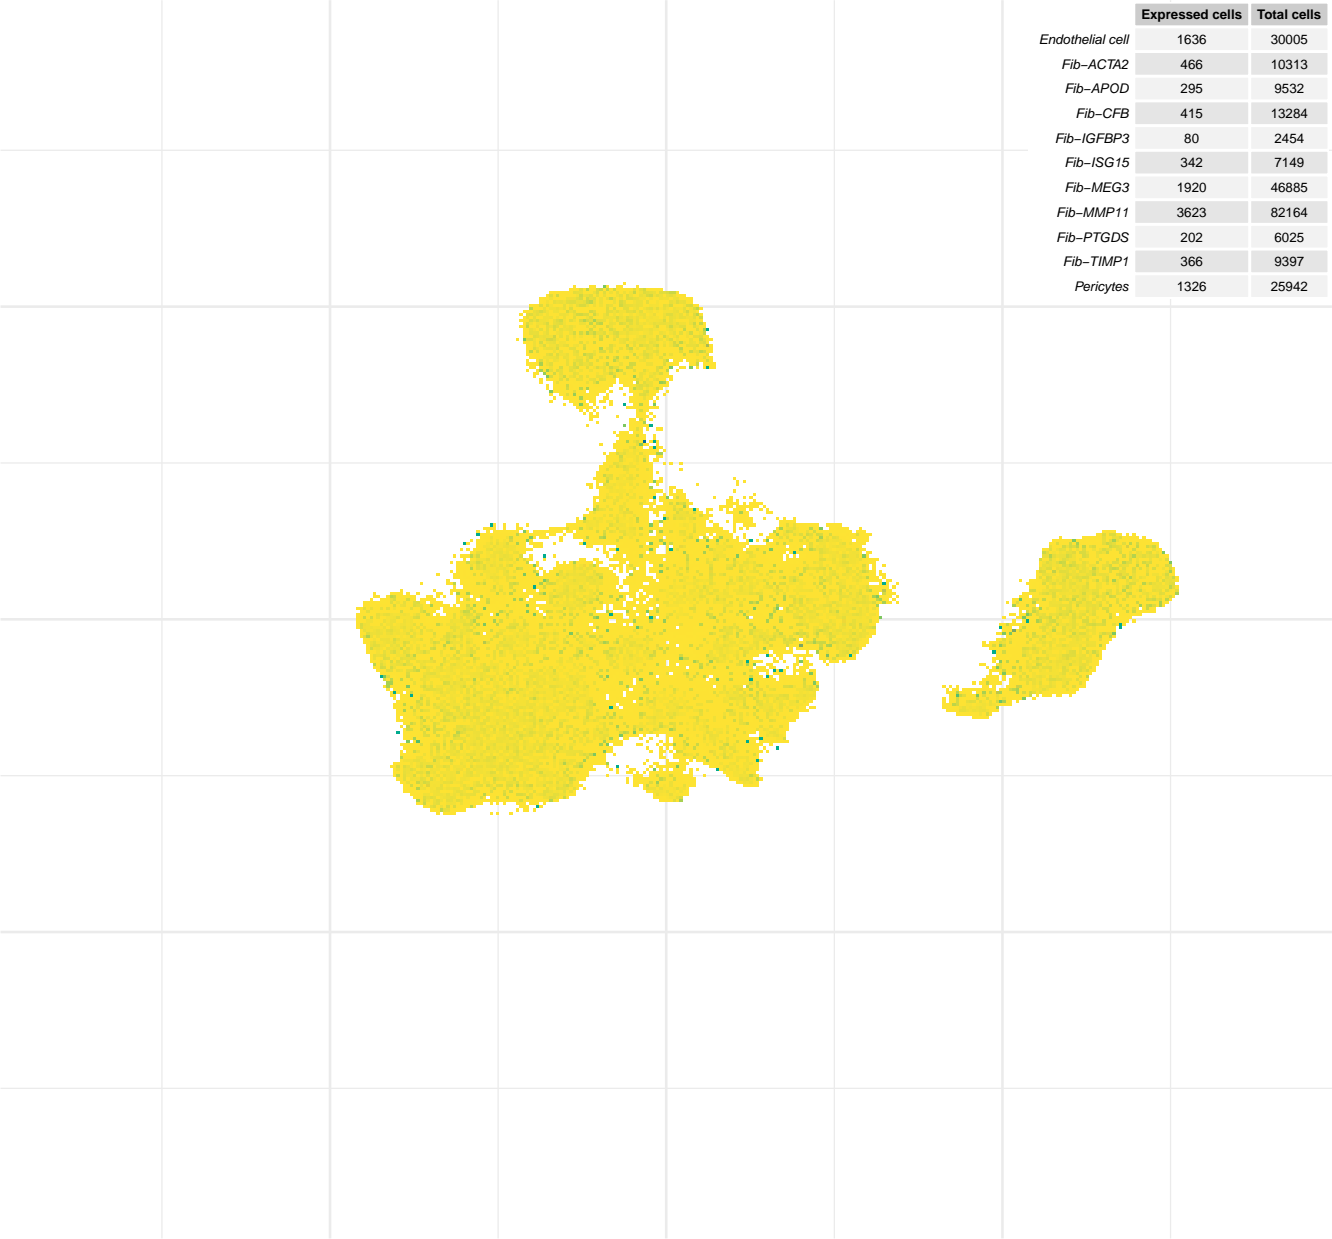 Expressed cells Total cells
Endothelial cell 1636 30005
Fib−ACTA2 466 10313
Fib−APOD 295 9532
Fib−CFB 415 13284
Fib−IGFBP3 80 2454
Fib−ISG15 342 7149
Fib−MEG3 1920 46885
Fib−MMP11 3623 82164
Fib−PTGDS 202 6025
Fib−TIMP1 366 9397
Pericytes 1326 25942